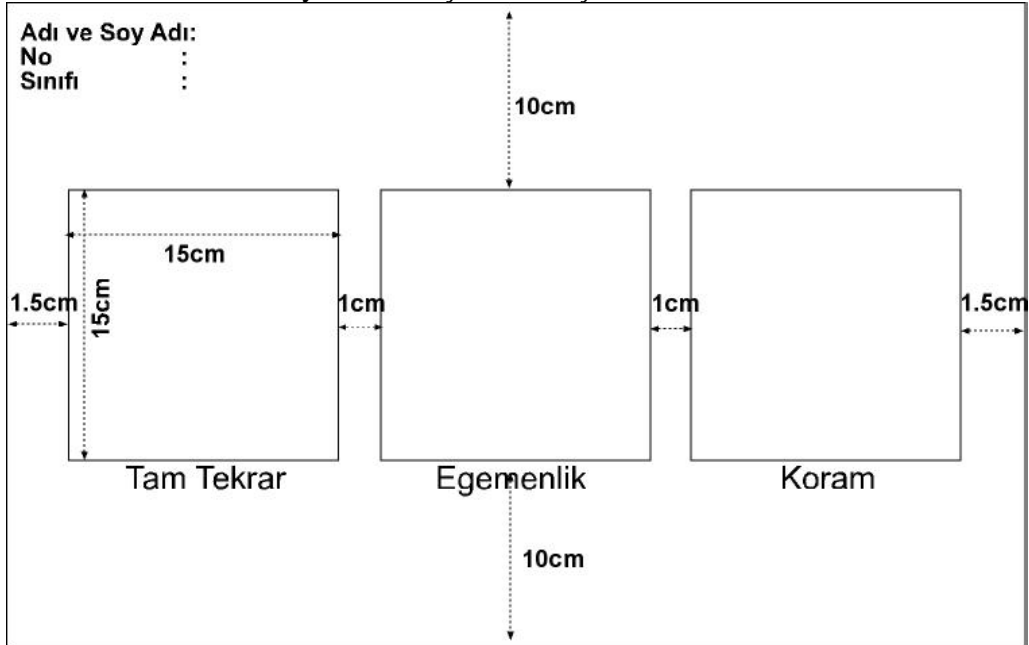 Adı ve Soy Adı:
No :
Sınıfı :
10cm
15cm
15cm
1.5cm
1cm
1cm
1.5cm
Tam Tekrar
Egemenlik
Koram
10cm